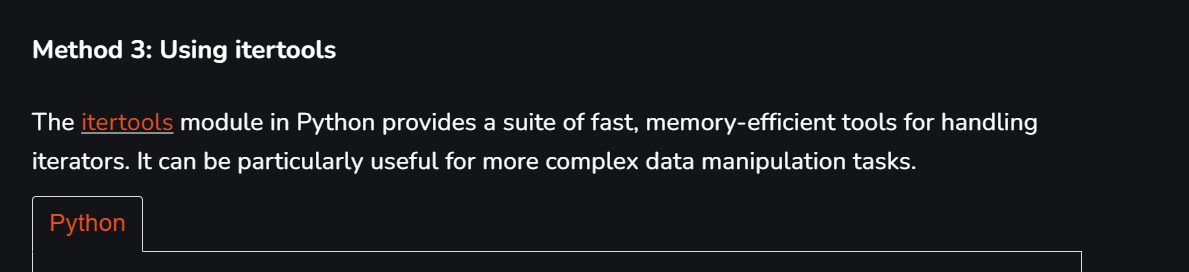 Method 3: Using itertools
The itertools module in Python provides a suite of fast, memory-efficient tools for handling
iterators. It can be particularly useful for more complex data manipulation tasks.
Python